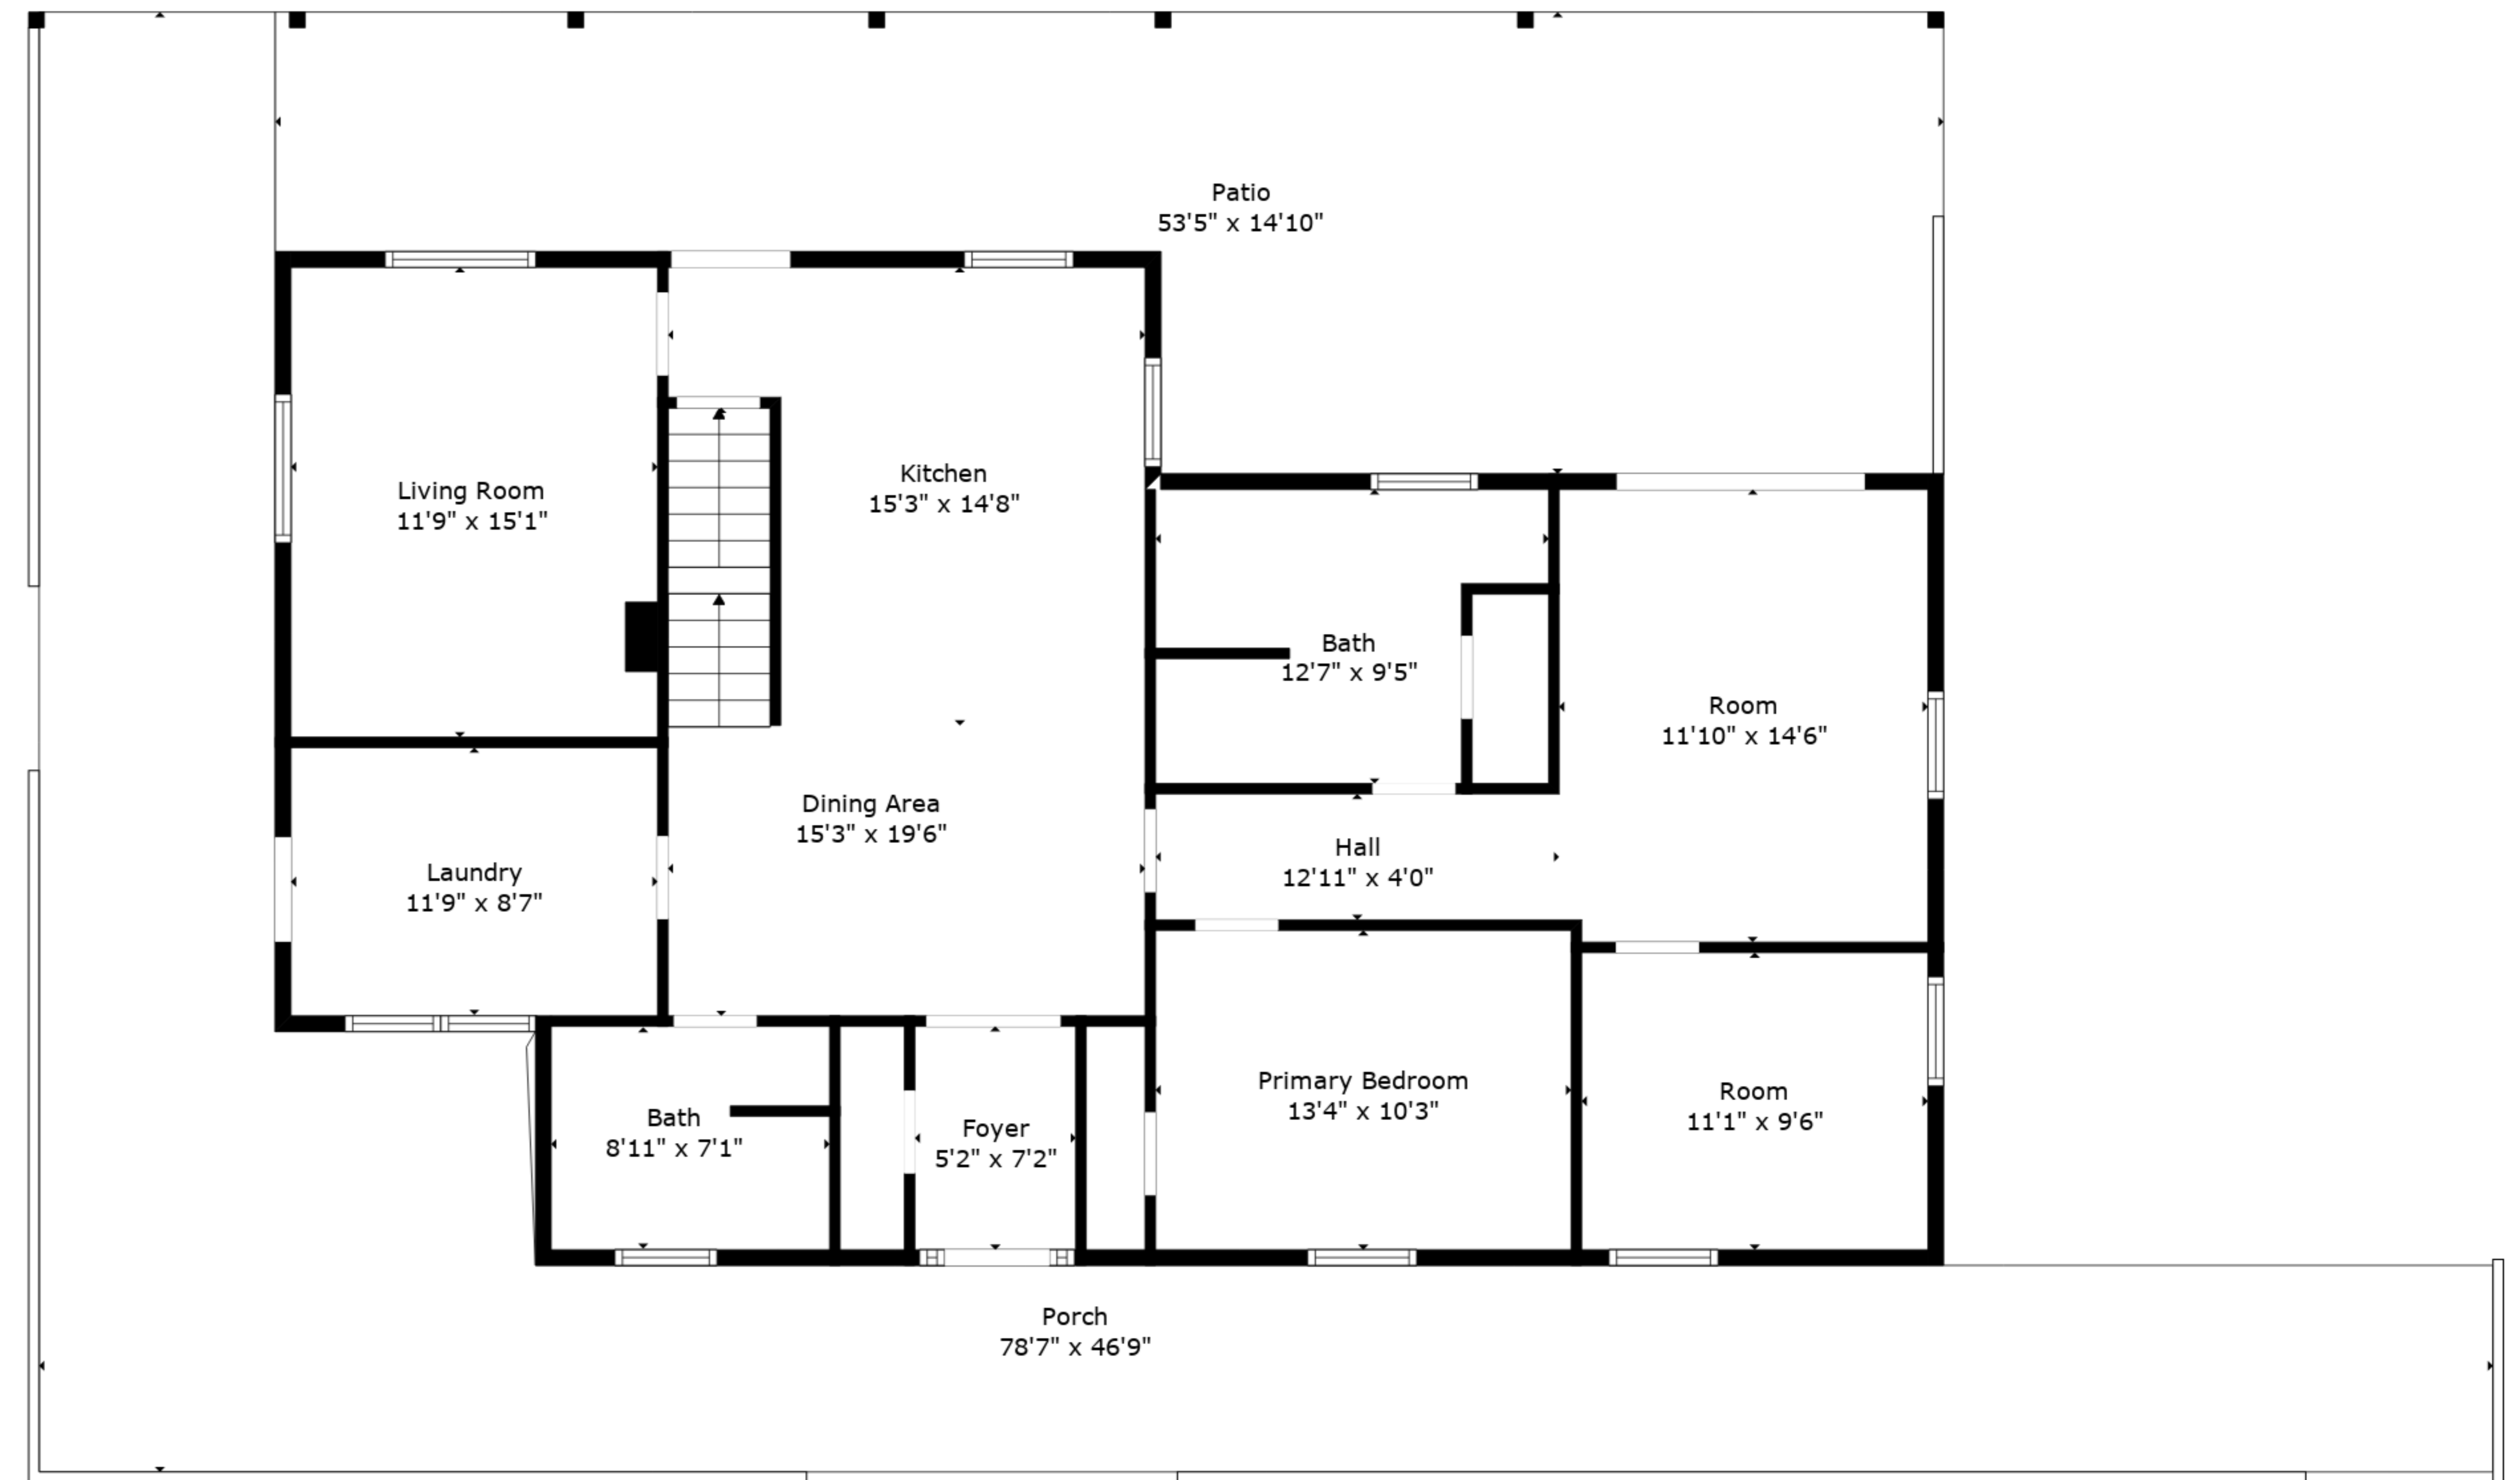 Patio
53'5" x 14'10"
Living Room
11'9" x 15'1"
Kitchen
15'3" x 14'8"
Bath
12'7" x 9'5"
Room
11'10" x 14'6"
Dining Area
15'3" x 19'6"
Hall
12'11" x 4'0"
Laundry
11'9" x 8'7"
Primary Bedroom
13'4" x 10'3"
Room
11'1" x 9'6"
Bath
8'11" x 7'1"
Foyer
5'2" x 7'2"
Porch
78'7" x 46'9"